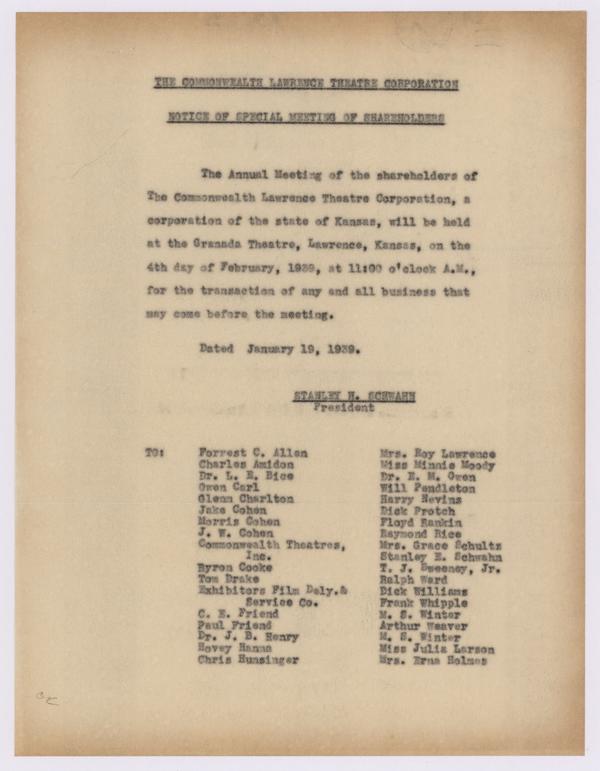 THE COMMONWEALTH LAWRENCE THEATRE CORPORATION
NOTICE OF SPECIAL MEETING OF SHAREHOLDERS
The Annual Meeting of the shareholders of
The Commonwealth Lawrence Theatre Corporation, a
corporation of the state of Kansas, will be held
at the Granada Theatre, Lawrence, Kansas, on the
4th day of February, 1939, at 11:00 o'clock A.M.,
for the transaction of any and all business that
may come before the meeting.
Dated January 19, 1939.
STANLEY H. SCHWAHN
President
TO:
Forrest C. Allen
Charles Amidon
Dr. L. E. Bice
Owen Carl
Glenn Charlton
Jake Cohen
Morris Cohen
J. W. Cohen
Commonwealth Theatres,
Inc.
Byron Cooke
Tom Drake
Exhibitors Film Dely.&
Service Co.
C. E. Friend
Paul Friend
Dr. J. B. Henry
Hovey Hanna
Chris Hunsinger
Mrs. Roy Lawrence
Miss Minnie Moody
Dr. E. M. Owen
Will Pendleton
Harry Nevins
Dick Protch
Floyd Rankin
Raymond Rice
Mrs. Grace Schultz
Stanley E. Schwahn
T. J. Sweeney, Jr.
Ralph Ward
Dick Williams
Frank Whipple
M. S. Winter
Arthur Weaver
M. S. Winter
Miss Julia Larson
Mrs. Erna Holmes